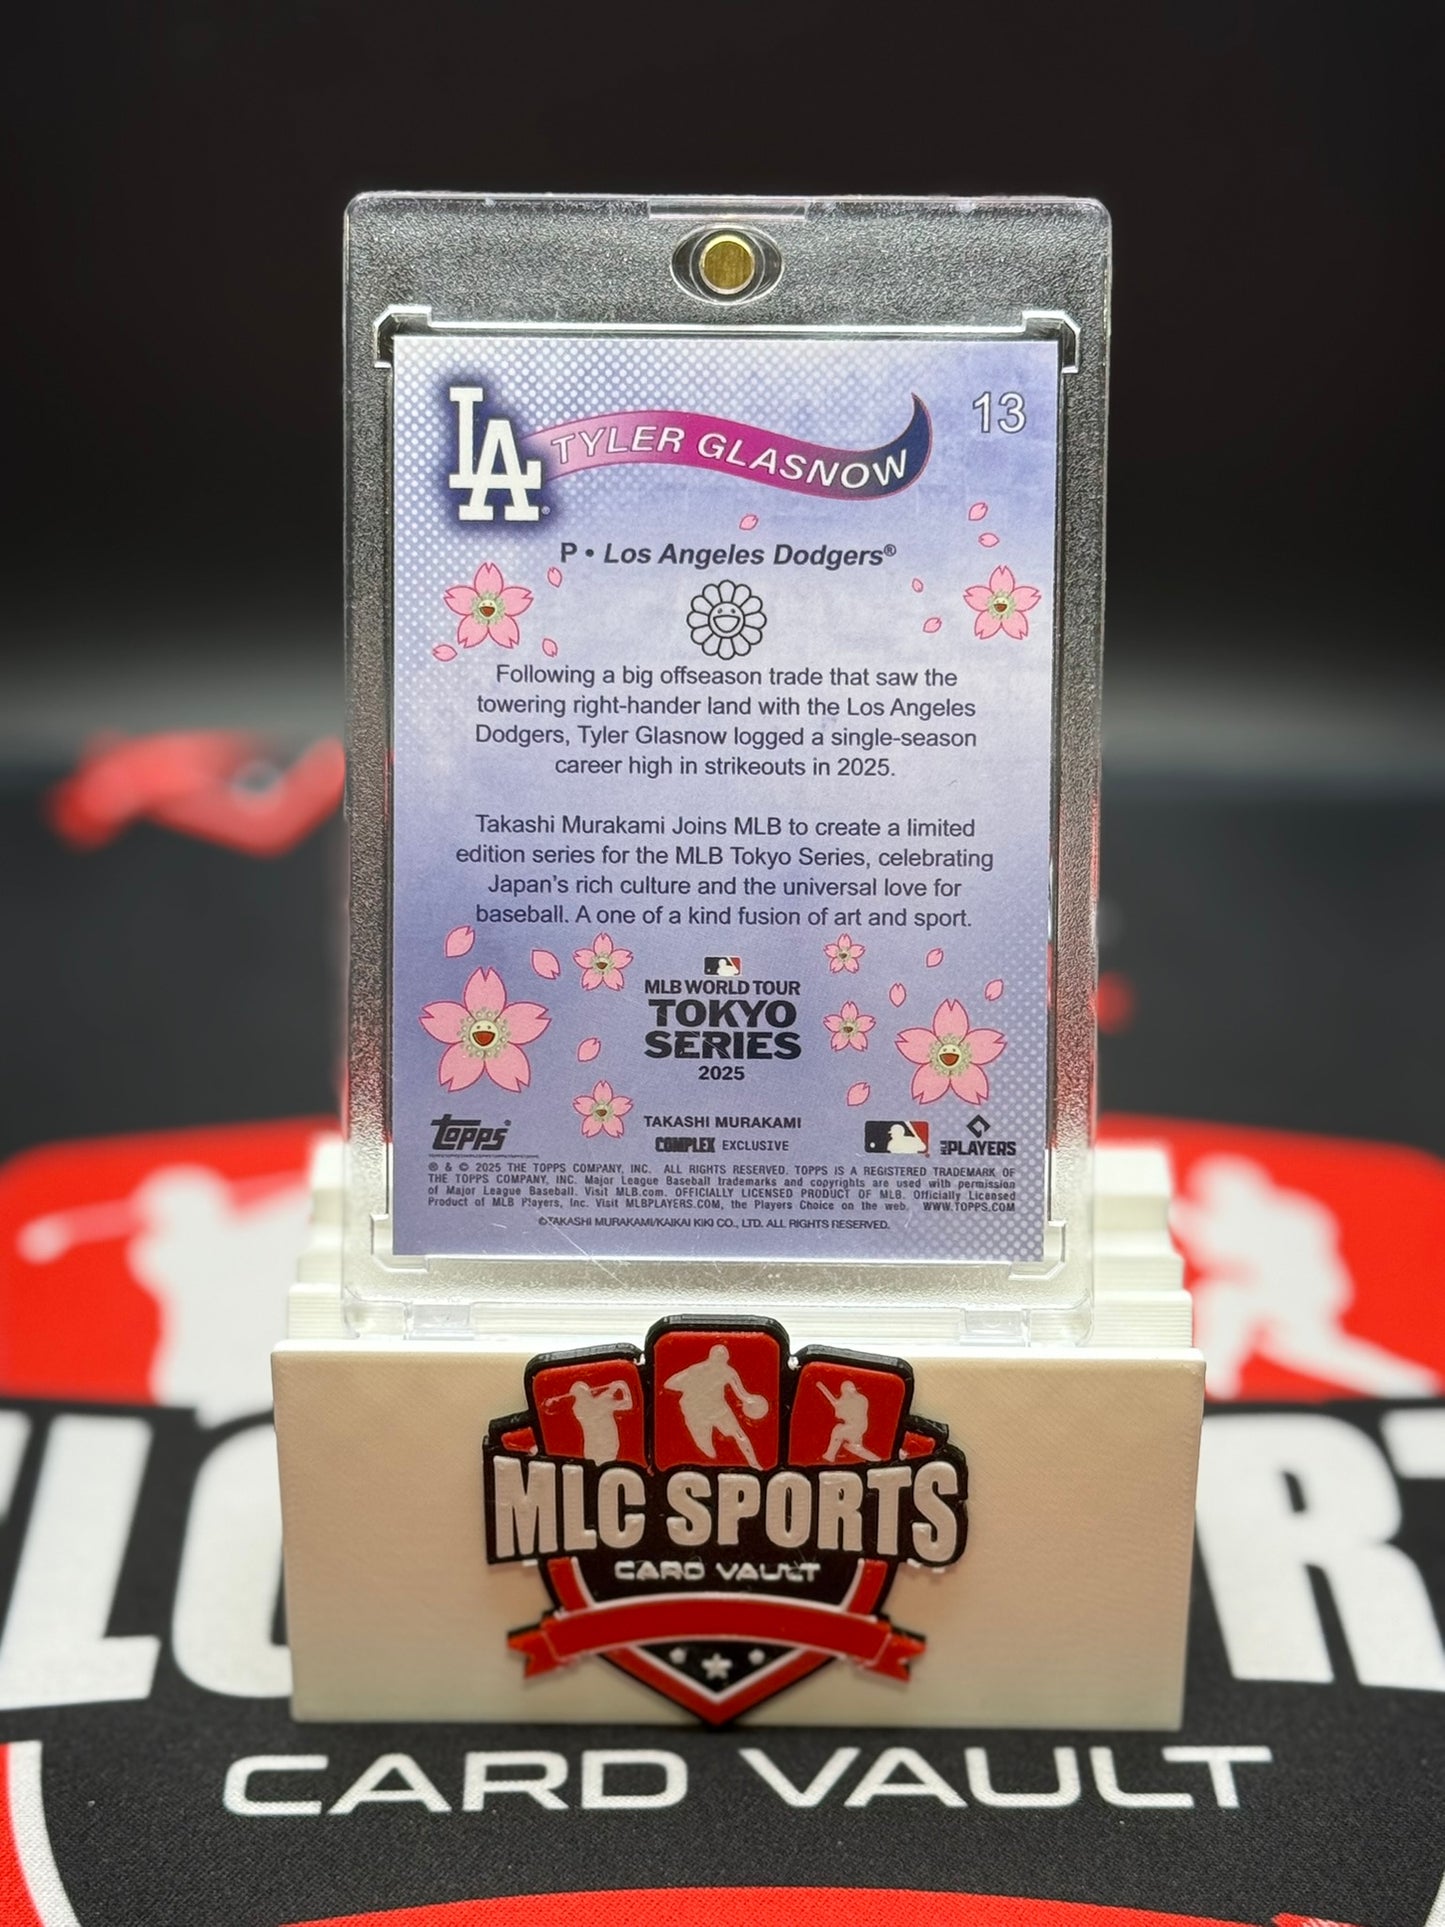 13
LA
TYLER GLASNOW
P • Los Angeles Dodgers®
Following a big offseason trade that saw the
towering right-hander land with the Los Angeles
Dodgers, Tyler Glasnow logged a single-season
career high in strikeouts in 2025.
Takashi Murakami Joins MLB to create a limited
edition series for the MLB Tokyo Series, celebrating
Japan's rich culture and the universal love for
baseball. A one of a kind fusion of art and sport.
MLB WORLD TOUR
TOKYO
SERIES
2025
topps®
TAKASHI MURAKAMI
COMPLEX EXCLUSIVE
MLB PLAYERS
® & © 2025 THE TOPPS COMPANY, INC. ALL RIGHTS RESERVED. TOPPS IS A REGISTERED TRADEMARK OF
THE TOPPS COMPANY, INC. Major League Baseball trademarks and copyrights are used with permission
of Major League Baseball. Visit MLB.com. OFFICIALLY LICENSED PRODUCT OF MLB. Officially Licensed
Product of MLB Players, Inc. Visit MLBPLAYERS.COM, the Players Choice on the web. WWW.TOPPS.COM
©TAKASHI MURAKAMI/KAIKAI KIKI CO., LTD. ALL RIGHTS RESERVED.
MLC SPORTS
CARD VAULT
CARD VAULT